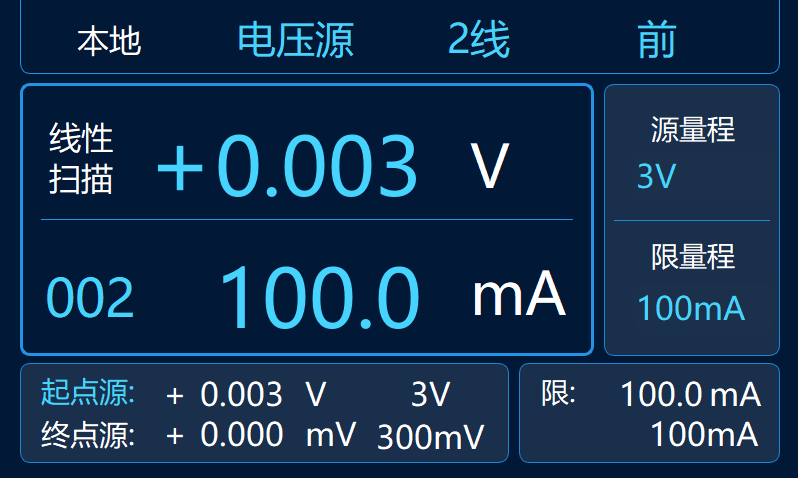 本地 电压源 2线 前
线性
扫描 +0.003 V
源量程
3V
002 100.0 mA
限量程
100mA
起点源: + 0.003 V 3V
终点源: + 0.000 mV 300mV
限: 100.0 mA
100mA